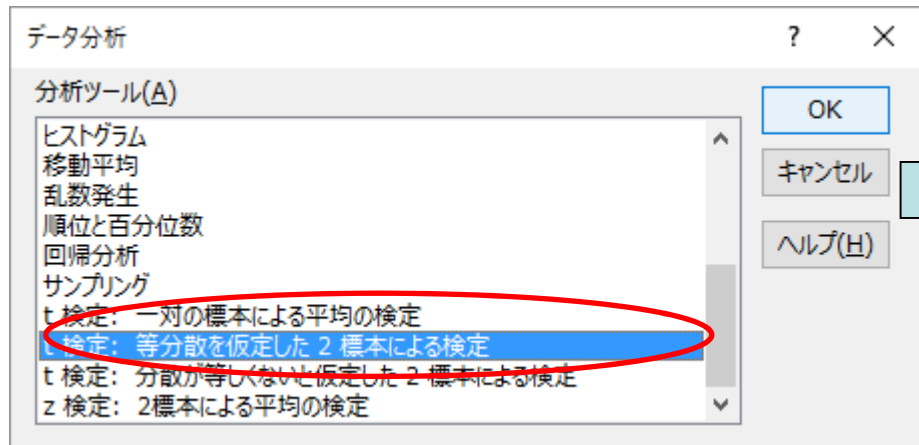 データ分析
?
分析ツール(A)
OK
ヒストグラム
移動平均
キャンセル
乱数発生
順位と百分位数
ヘルプ(H)
回帰分析
サンプリング
t 検定: 一対の標本による平均の検定
t 検定: 等分散を仮定した 2 標本による検定
t 検定: 分散が等しくないと仮定した 2 標本による検定
z 検定: 2標本による平均の検定